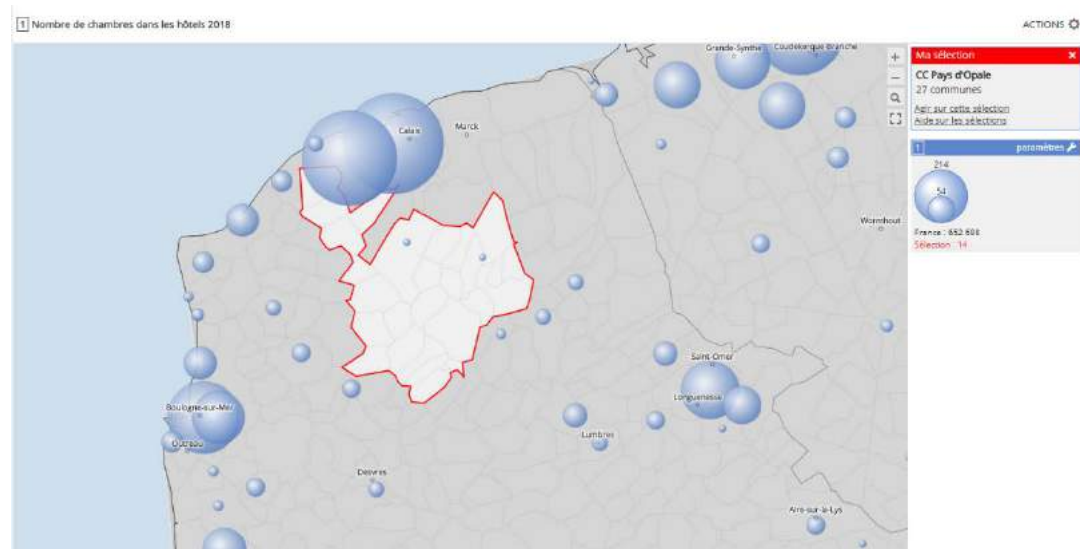 1 Nombre de chambres dans les hôtels 2018
ACTIONS
Grande-Synthe
Coudekerque-Branche
Calais
Marck
Wormhout
Saint-Omer
Longuenesse
Boulogne-sur-Mer
Outreau
Lumbres
Desvres
Aire-sur-la-Lys
+
−
Ma sélection ×
CC Pays d'Opale
27 communes
Agir sur cette sélection
Aide sur les sélections
1 paramètres
214
54
France : 652 698
Sélection : 14